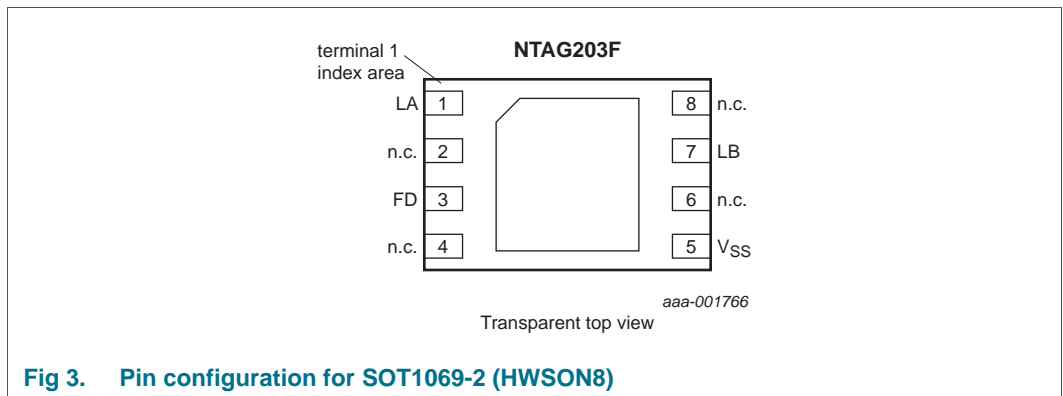 NTAG203F
terminal 1
index area
LA 1
n.c. 2
FD 3
n.c. 4
8 n.c.
7 LB
6 n.c.
5 VSS
aaa-001766
Transparent top view
Fig 3. Pin configuration for SOT1069-2 (HWSON8)